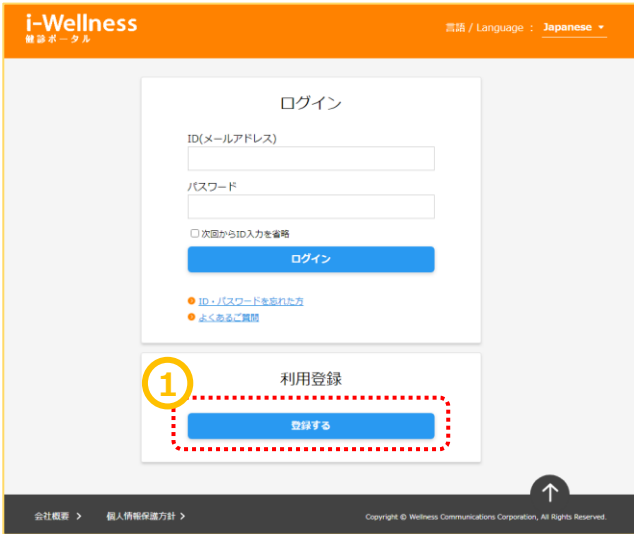 i-Wellness
健診ポータル
言語 / Language : Japanese
ログイン
ID(メールアドレス)
パスワード
次回からID入力を省略
ログイン
ID・パスワードを忘れた方
よくあるご質問
1
利用登録
登録する
会社概要
個人情報保護方針
Copyright © Wellness Communications Corporation, All Rights Reserved.